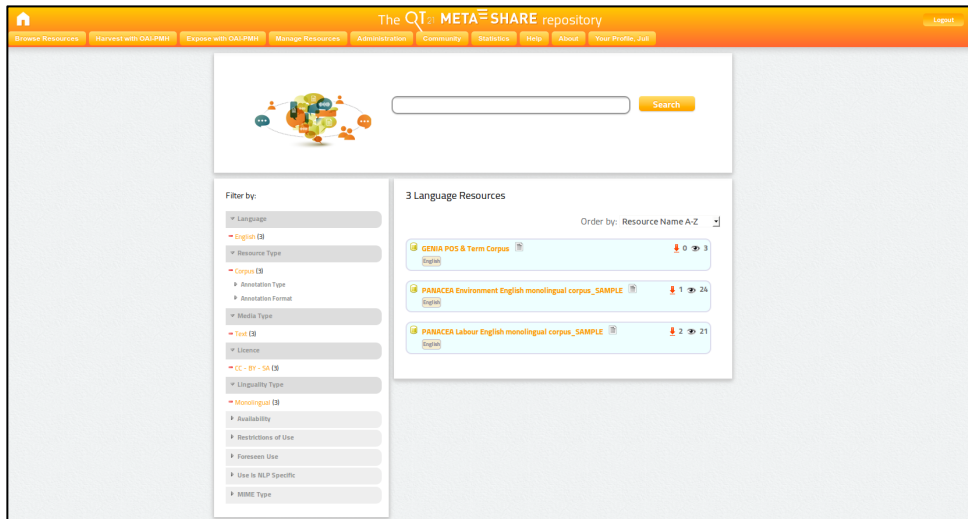 The QT21 META SHARE repository
Logout
Browse Resources Harvest with OAI-PMH Expose with OAI-PMH Manage Resources Administration Community Statistics Help About Your Profile: Juli
Search
Filter by:
Language
English (3)
Resource Type
Corpus (3)
Annotation Type
Annotation Format
Media Type
Text (3)
Licence
CC - BY - SA (3)
Linguality Type
Monolingual (3)
Availability
Restrictions of Use
Foreseen Use
Use Is NLP Specific
MIME Type
3 Language Resources
Order by: Resource Name A-Z
GENIA POS & Term Corpus 0 3
English
PANACEA Environment English monolingual corpus_SAMPLE 1 24
English
PANACEA Labour English monolingual corpus_SAMPLE 2 21
English